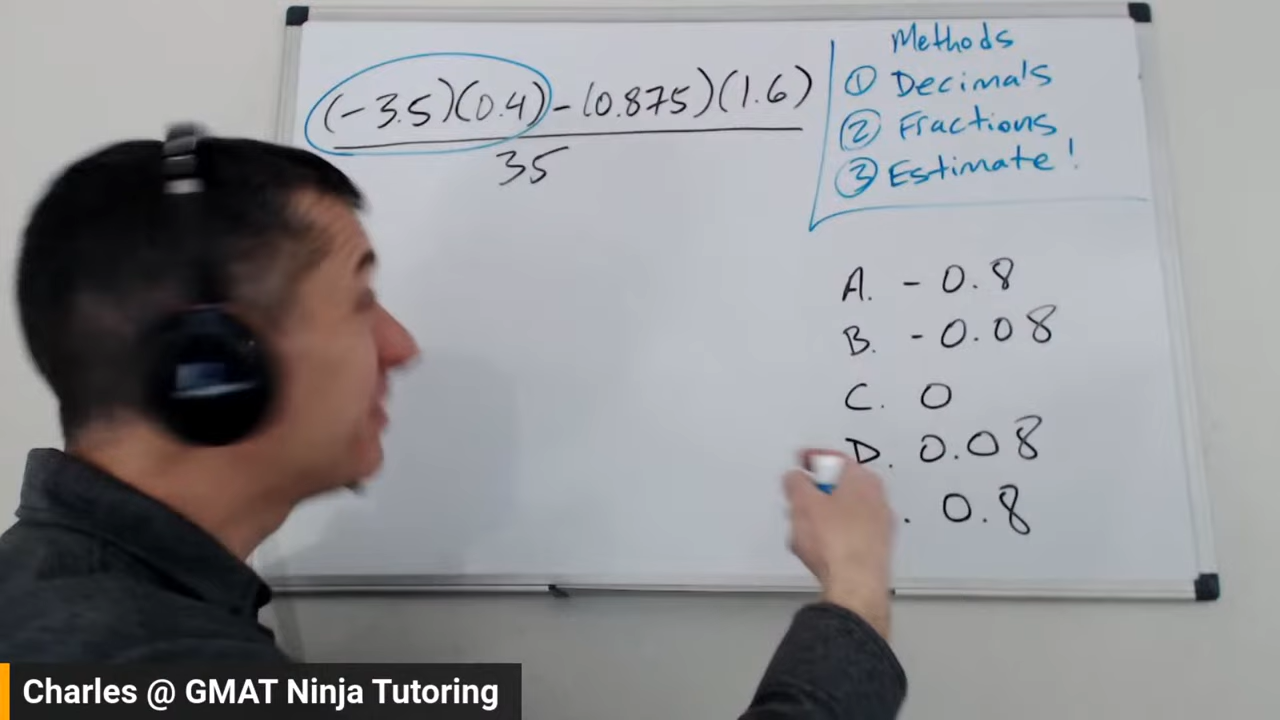 (-3.5)(0.4) - (0.875)(1.6)
35
Methods
① Decimals
② Fractions
③ Estimate!
A. - 0.8
B. - 0.08
C. 0
D. 0.08
. 0.8
Charles @ GMAT Ninja Tutoring